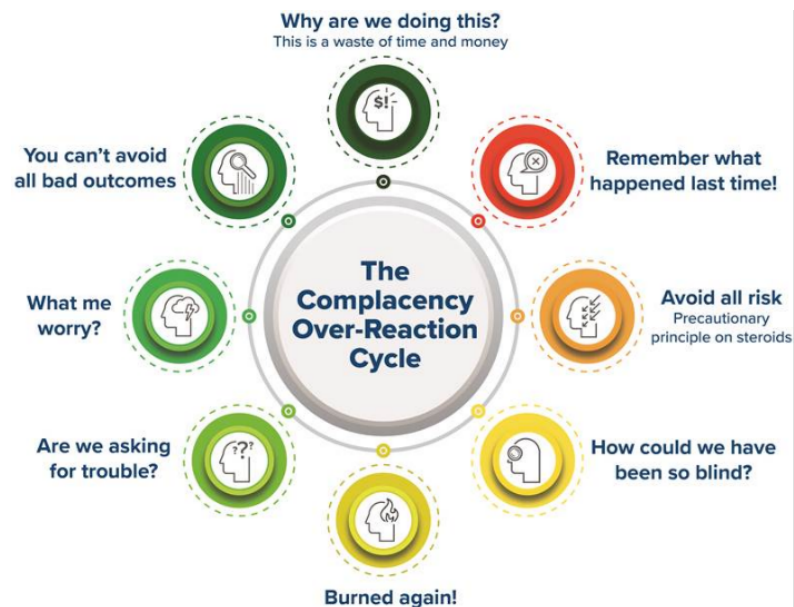 Why are we doing this?
This is a waste of time and money
$!
You can't avoid
all bad outcomes
Remember what
happened last time!
The
Complacency
Over-Reaction
Cycle
What me
worry?
Avoid all risk
Precautionary
principle on steroids
Are we asking
for trouble?
???
How could we have
been so blind?
Burned again!